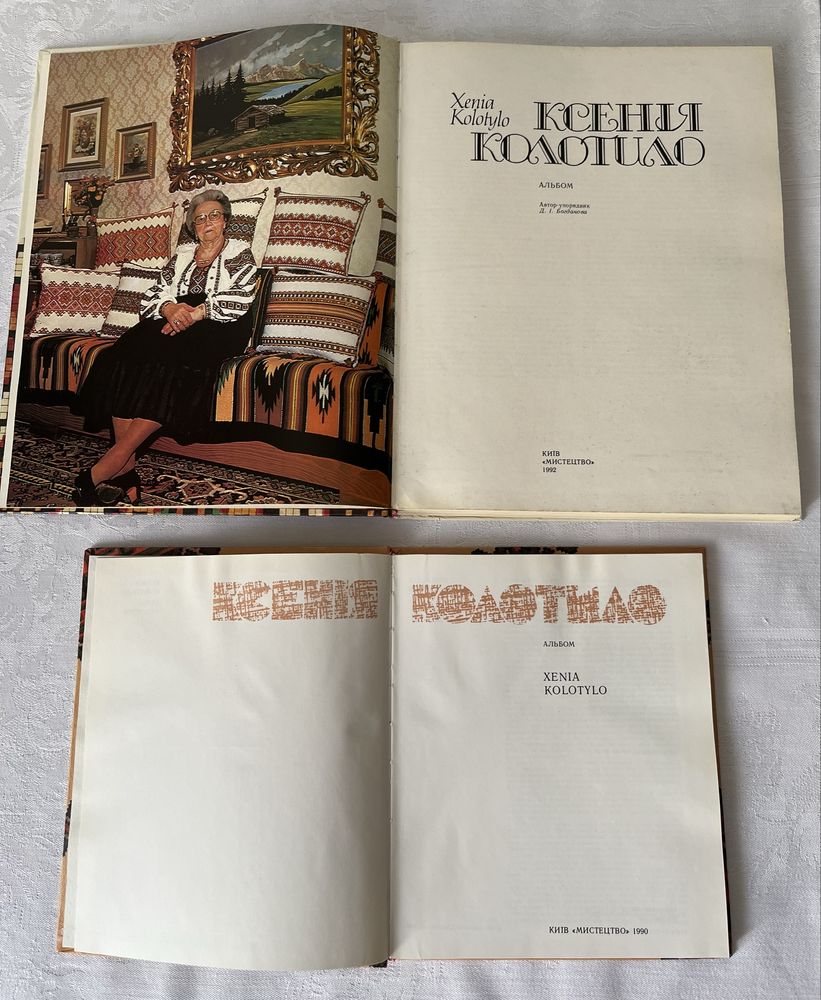 Xenia
Kolotylo
КСЕНІЯ
КОЛОТИЛО
АЛЬБОМ
Автор-упорядник
Д. І. Богданова
КИЇВ
«МИСТЕЦТВО»
1992
КСЕНІЯ КОЛОТИЛО
АЛЬБОМ
XENIA
KOLOTYLO
КИЇВ «МИСТЕЦТВО» 1990